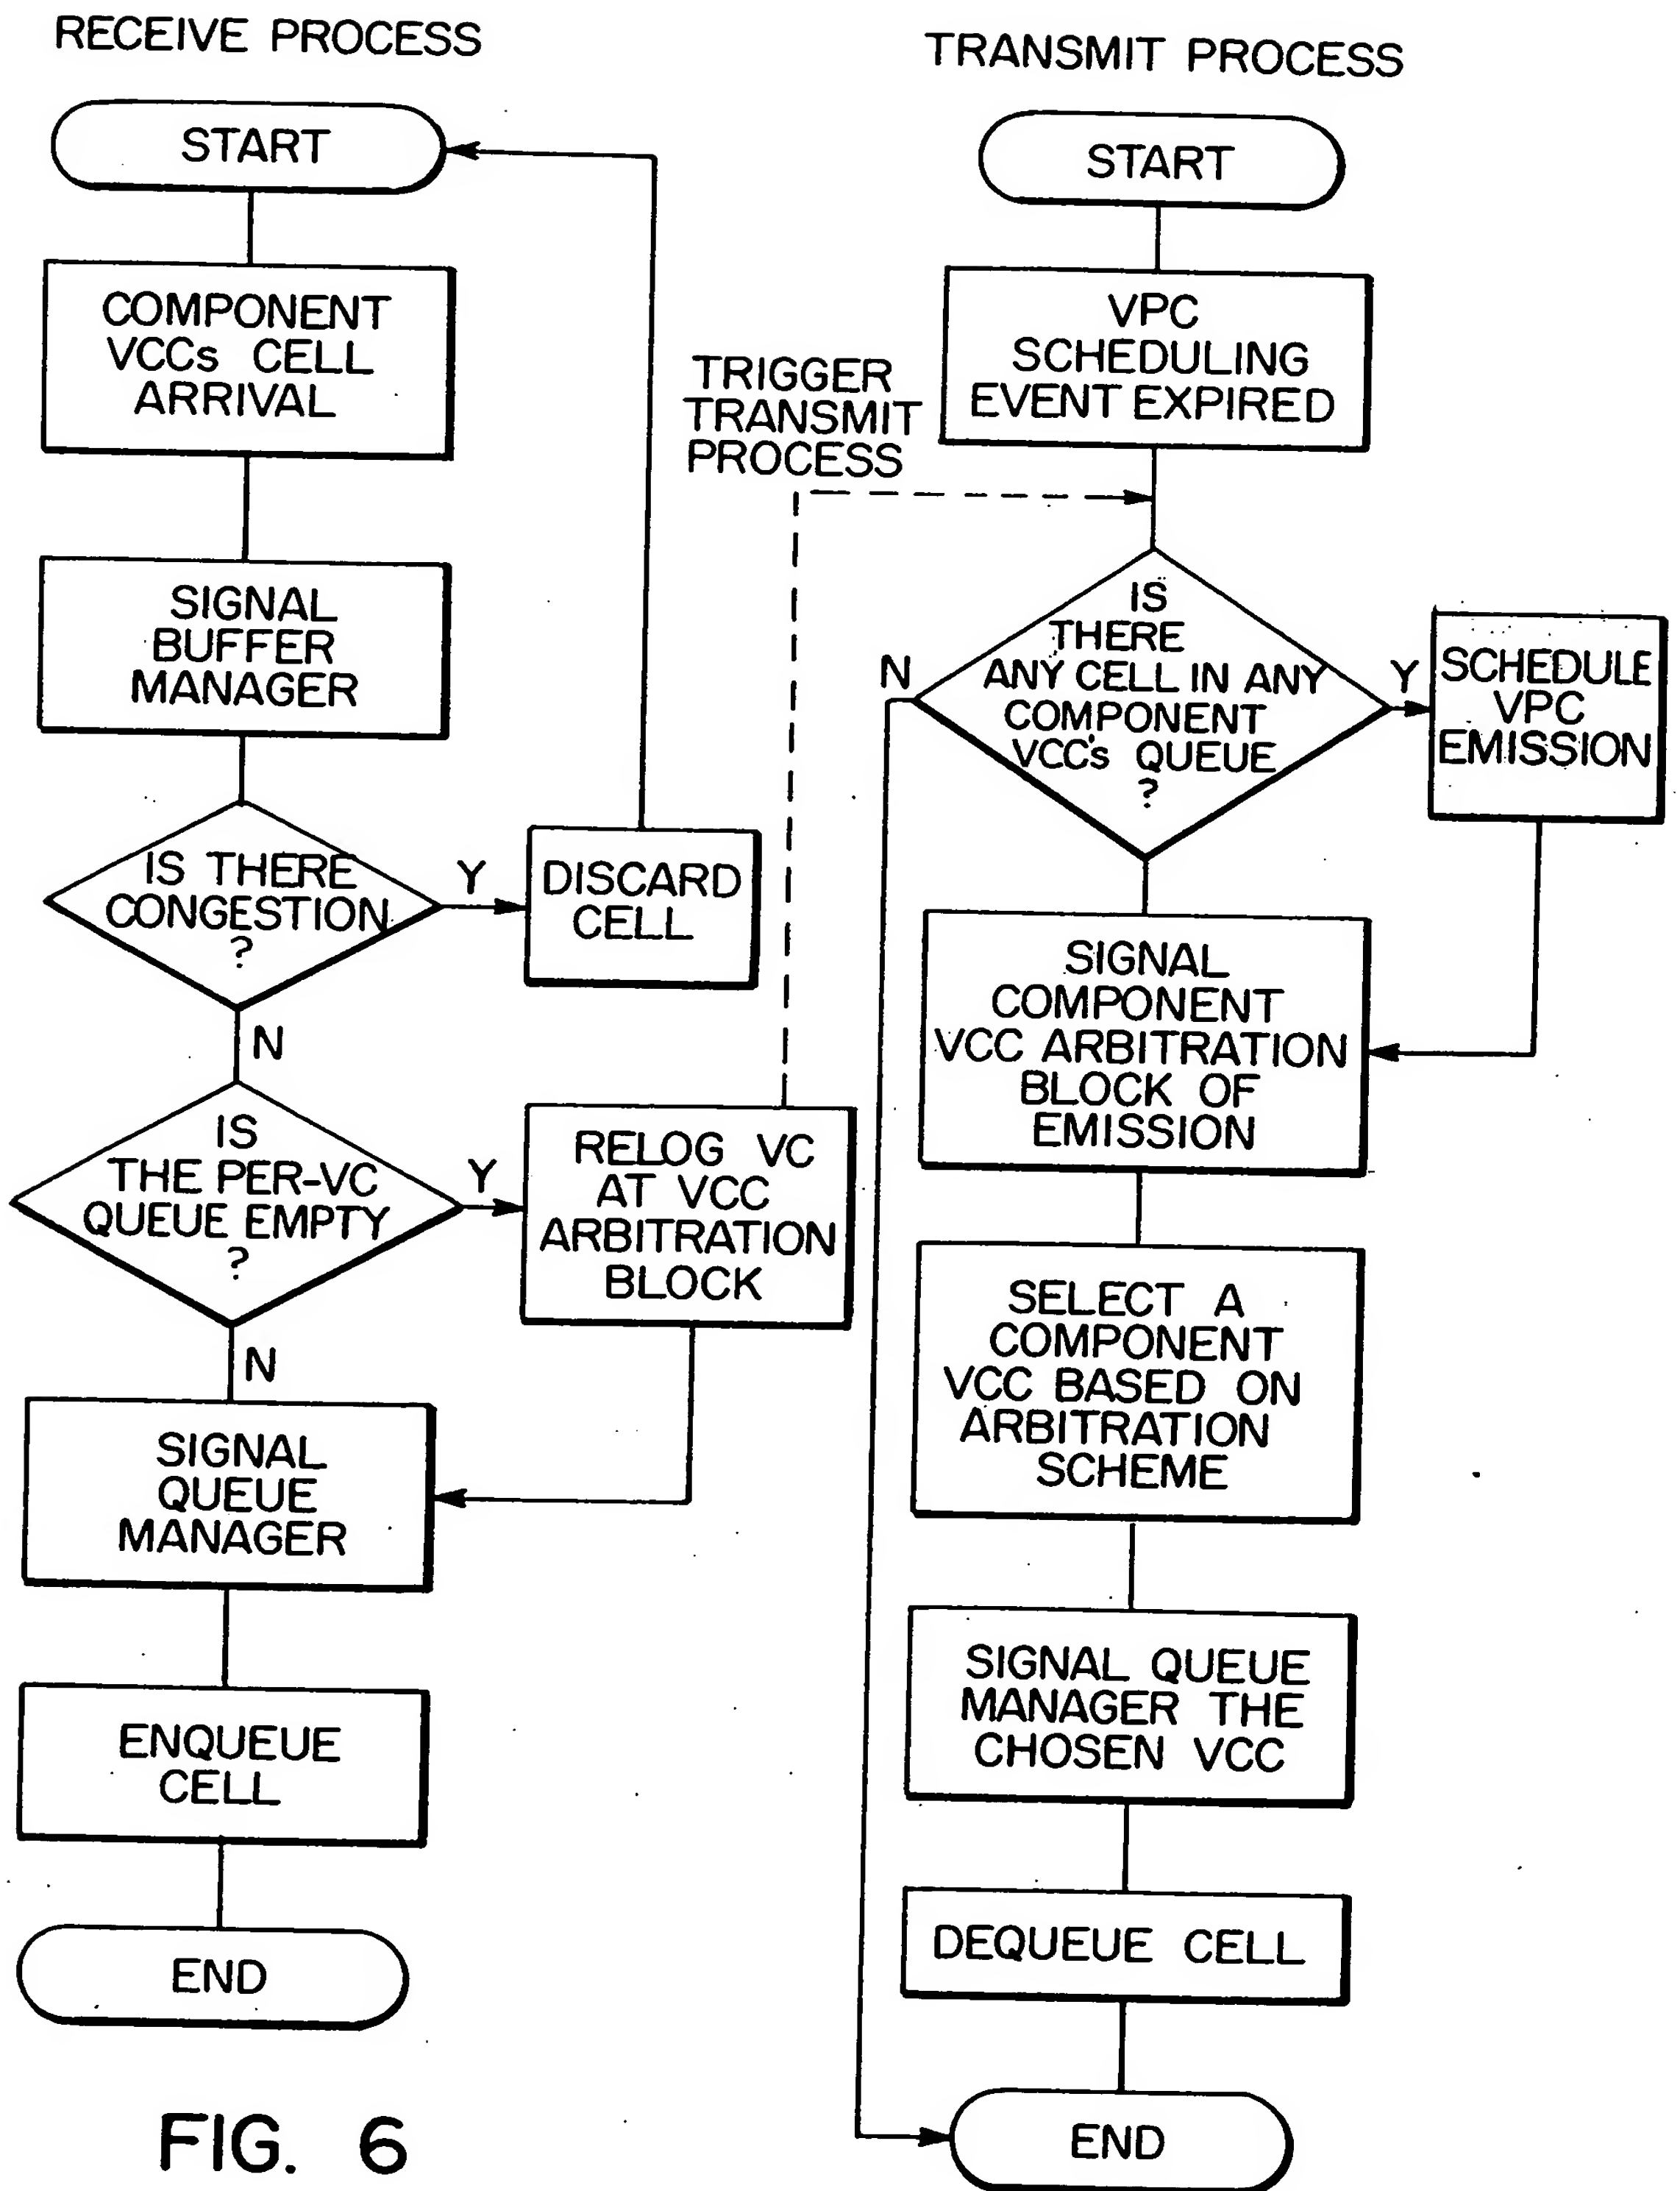 RECEIVE PROCESS
START
COMPONENT
VCCs CELL
ARRIVAL
SIGNAL
BUFFER
MANAGER
IS THERE
CONGESTION
?
Y
DISCARD
CELL
N
IS
THE PER-VC
QUEUE EMPTY
?
Y
RELOG VC
AT VCC
ARBITRATION
BLOCK
N
SIGNAL
QUEUE
MANAGER
ENQUEUE
CELL
END
TRIGGER
TRANSMIT
PROCESS
TRANSMIT PROCESS
START
VPC
SCHEDULING
EVENT EXPIRED
IS
THERE
ANY CELL IN ANY
COMPONENT
VCC's QUEUE
?
N
Y
SCHEDULE
VPC
EMISSION
SIGNAL
COMPONENT
VCC ARBITRATION
BLOCK OF
EMISSION
SELECT A
COMPONENT
VCC BASED ON
ARBITRATION
SCHEME
SIGNAL QUEUE
MANAGER THE
CHOSEN VCC
DEQUEUE CELL
END
FIG. 6